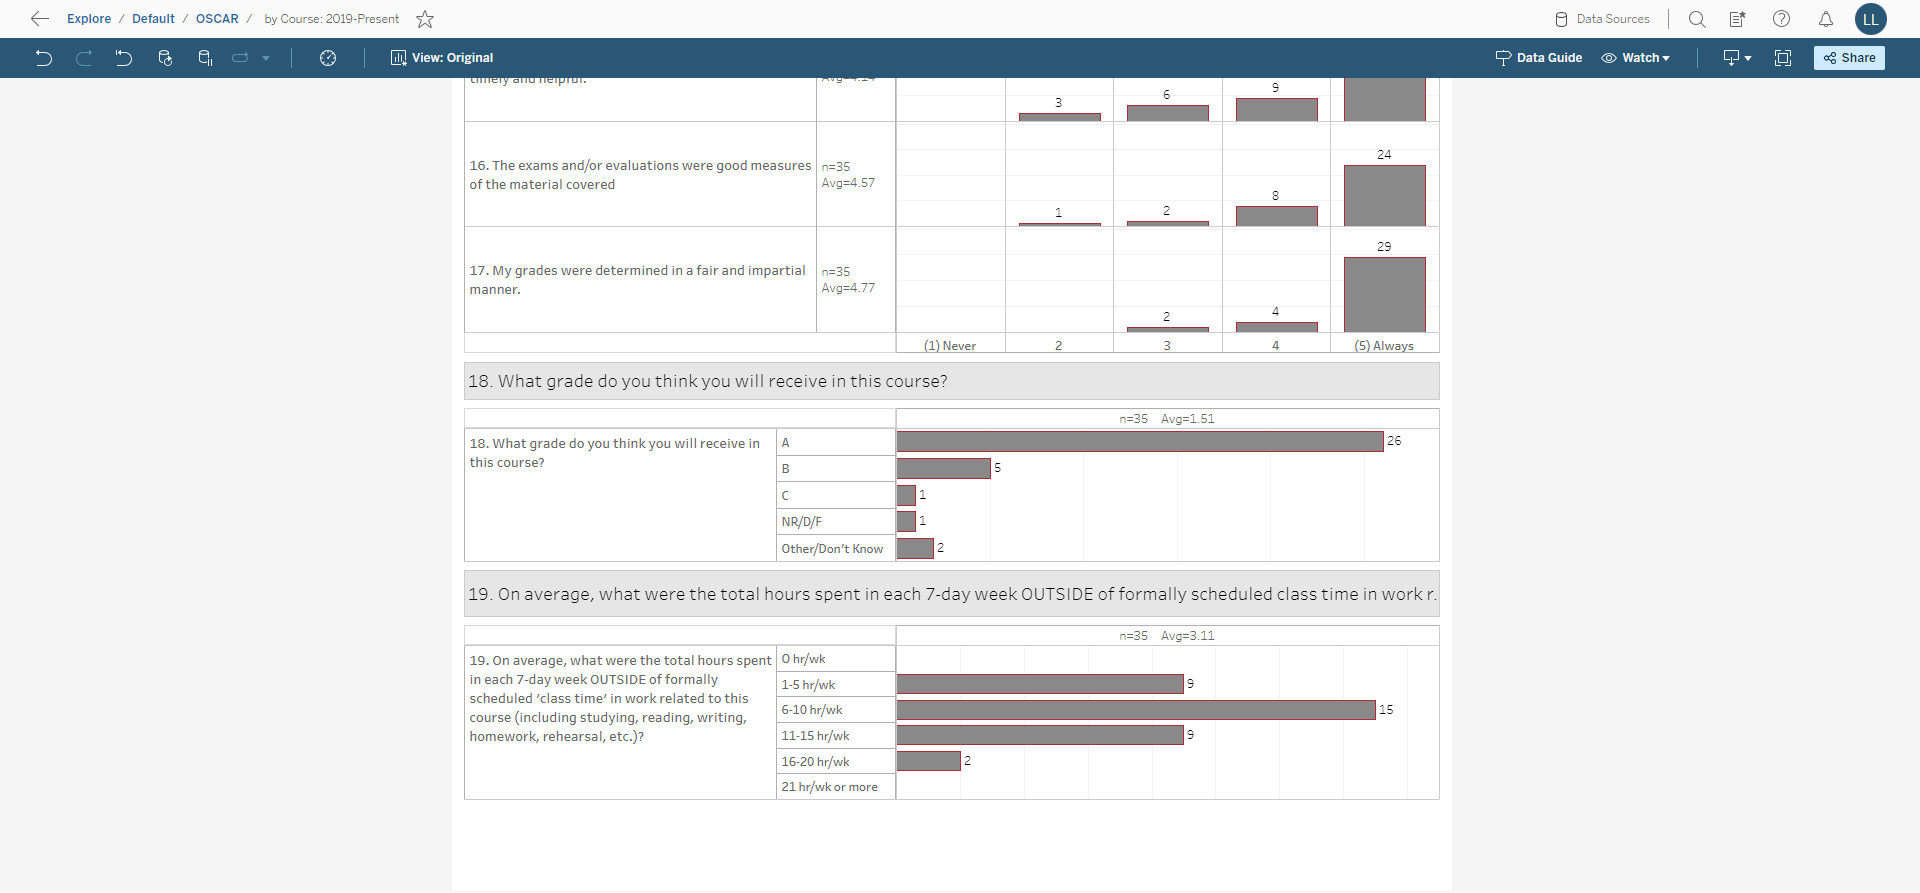 Explore / Default / OSCAR / by Course: 2019-Present
Data Sources
LL
View: Original
Data Guide
Watch
Share
timely and helpful.
Avg=4.14
3
6
9
16. The exams and/or evaluations were good measures
of the material covered
n=35
Avg=4.57
1
2
8
24
17. My grades were determined in a fair and impartial
manner.
n=35
Avg=4.77
2
4
29
(1) Never
2
3
4
(5) Always
18. What grade do you think you will receive in this course?
n=35 Avg=1.51
18. What grade do you think you will receive in
this course?
A
26
B
5
C
1
NR/D/F
1
Other/Don't Know
2
19. On average, what were the total hours spent in each 7-day week OUTSIDE of formally scheduled class time in work r.
n=35 Avg=3.11
19. On average, what were the total hours spent
in each 7-day week OUTSIDE of formally
scheduled ‘class time’ in work related to this
course (including studying, reading, writing,
homework, rehearsal, etc.)?
0 hr/wk
1-5 hr/wk
9
6-10 hr/wk
15
11-15 hr/wk
9
16-20 hr/wk
2
21 hr/wk or more